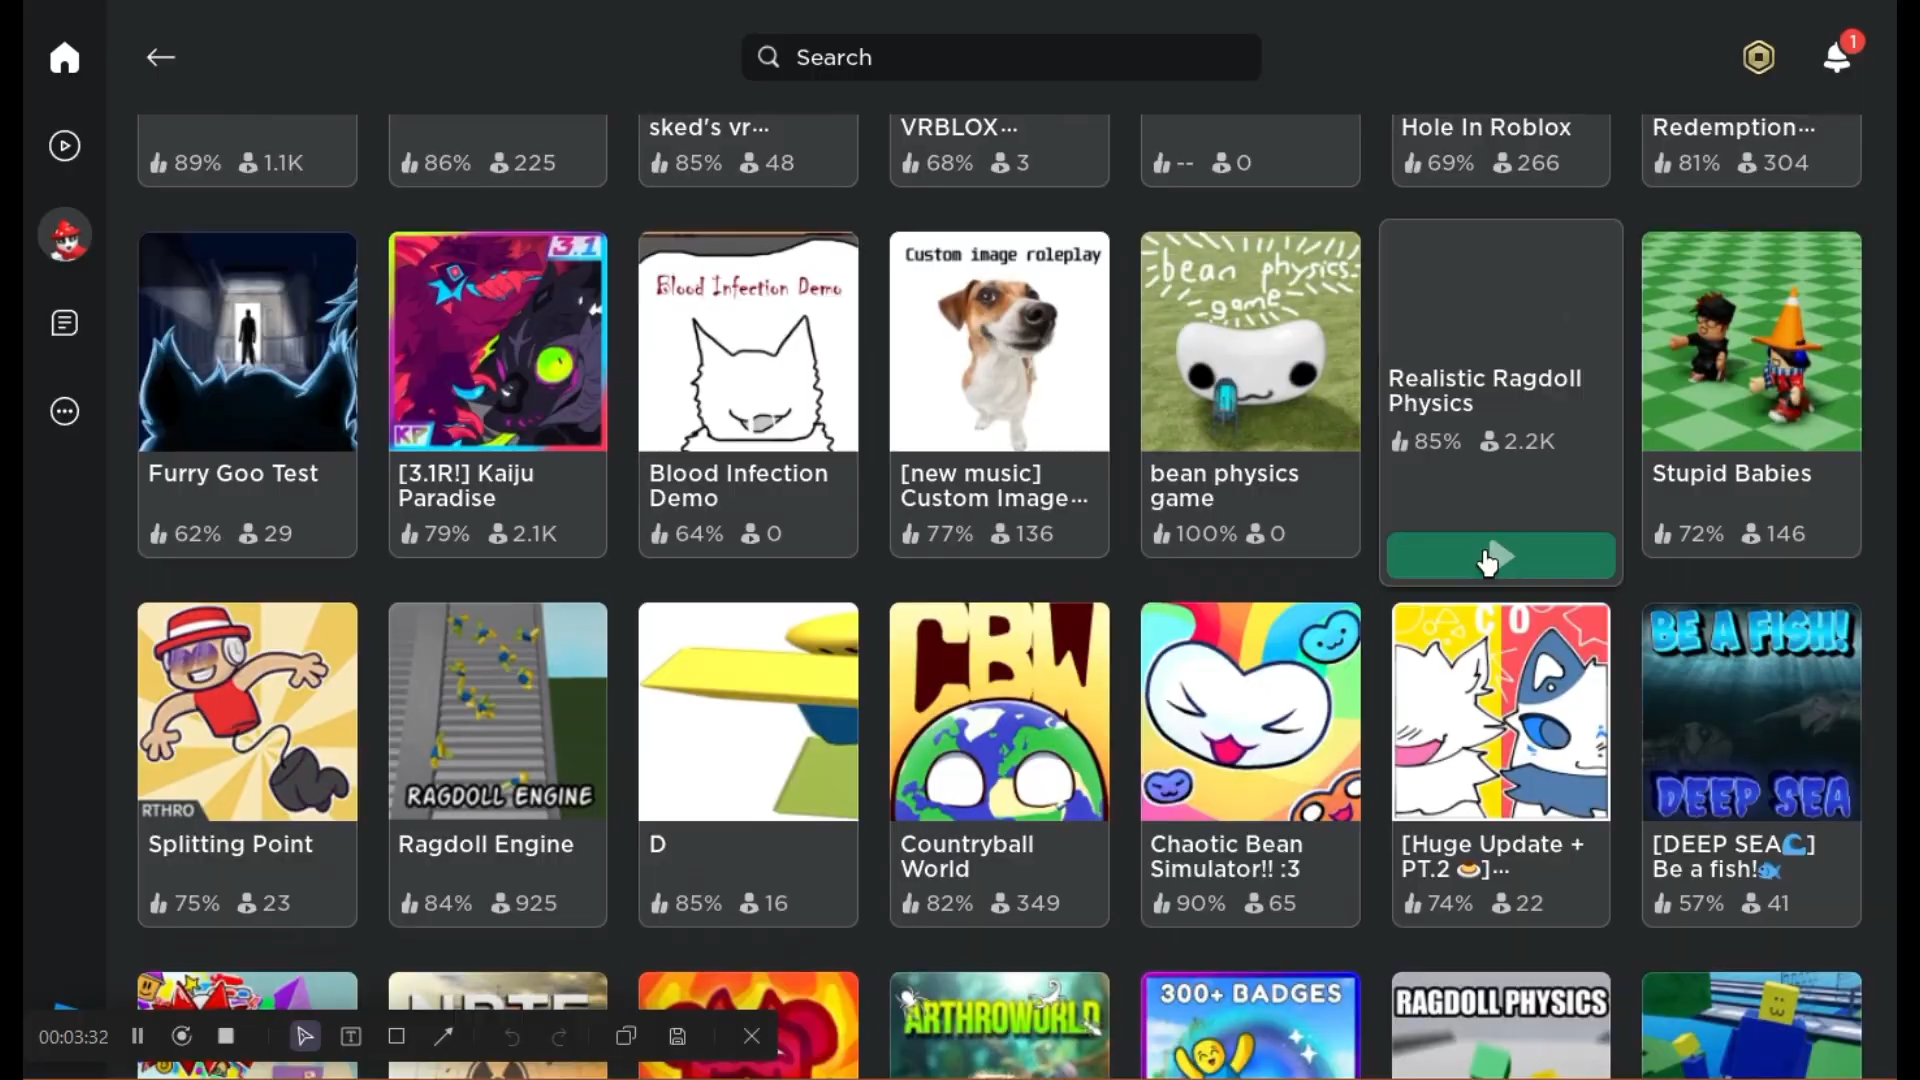 Search
1
sked's vr...
VRBLOX...
Hole In Roblox
Redemption...
89% 1.1K
86% 225
85% 48
68% 3
-- 0
69% 266
81% 304
3.1
KP
Blood Infection Demo
Custom image roleplay
bean physics
game
Furry Goo Test
62% 29
[3.1R!] Kaiju
Paradise
79% 2.1K
Blood Infection
Demo
64% 0
[new music]
Custom Image...
77% 136
bean physics
game
100% 0
Realistic Ragdoll
Physics
85% 2.2K
Stupid Babies
72% 146
RTHRO
RAGDOLL ENGINE
CBW
CO
BE A FISH!
DEEP SEA
Splitting Point
75% 23
Ragdoll Engine
84% 925
D
85% 16
Countryball
World
82% 349
Chaotic Bean
Simulator!! :3
90% 65
[Huge Update +
PT.2 🍮]...
74% 22
[DEEP SEA🌊]
Be a fish!🐟
57% 41
ARTHROWORLD
300+ BADGES
RAGDOLL PHYSICS
00:03:32
T